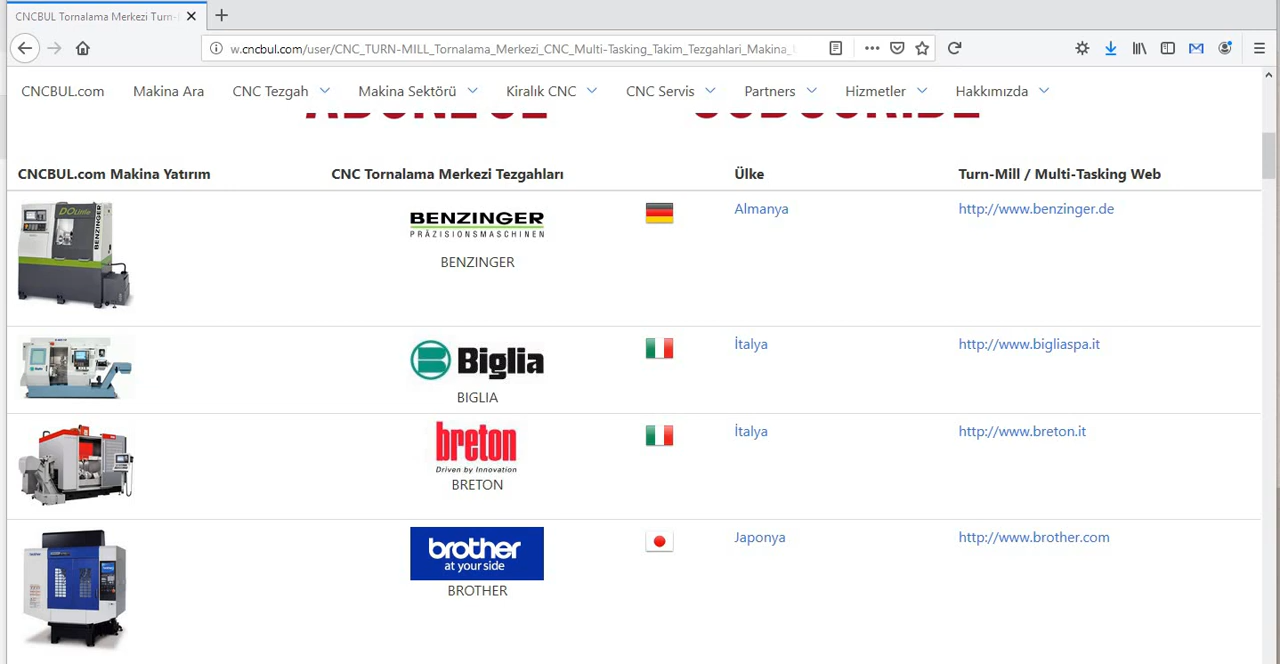 CNCBUL Tornalama Merkezi Turn-
w.cncbul.com/user/CNC_TURN-MILL_Tornalama_Merkezi_CNC_Multi-Tasking_Takim_Tezgahlari_Makina_
CNCBUL.com Makina Ara CNC Tezgah Makina Sektörü Kiralık CNC CNC Servis Partners Hizmetler Hakkımızda
CNCBUL.com Makina Yatırım CNC Tornalama Merkezi Tezgahları Ülke Turn-Mill / Multi-Tasking Web
DOLittle
BENZINGER
BENZINGER
PRÄZISIONSMASCHINEN
BENZINGER
Almanya
http://www.benzinger.de
Biglia
BIGLIA
İtalya
http://www.bigliaspa.it
breton
Driven by Innovation
BRETON
İtalya
http://www.breton.it
brother
at your side
BROTHER
Japonya
http://www.brother.com